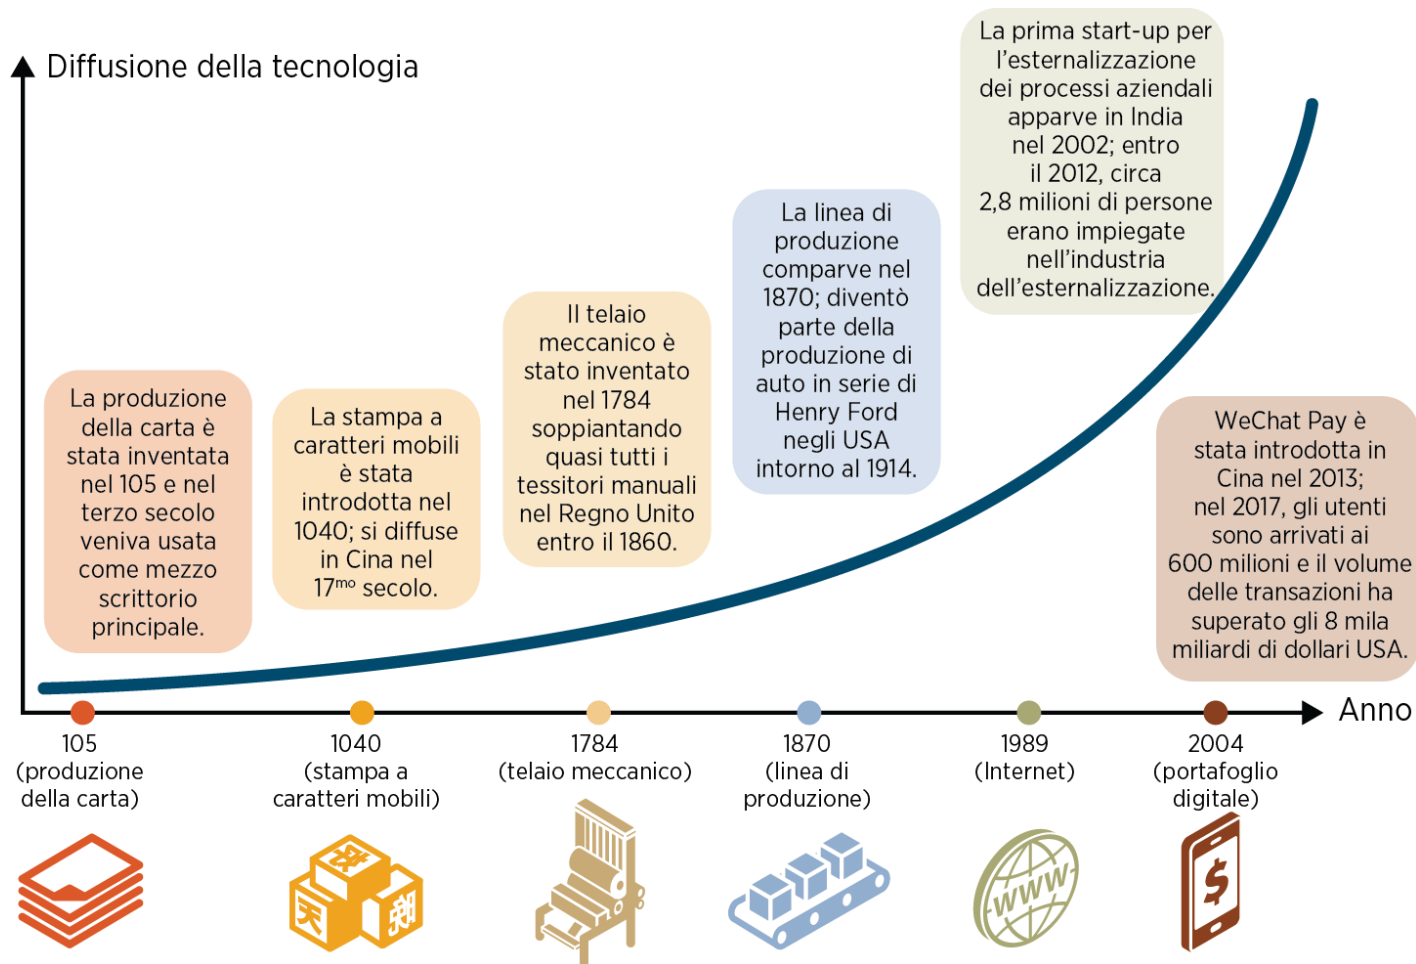 Diffusione della tecnologia
La produzione
della carta è
stata inventata
nel 105 e nel
terzo secolo
veniva usata
come mezzo
scrittorio
principale.
La stampa a
caratteri mobili
è stata
introdotta nel
1040; si diffuse
in Cina nel
17mo secolo.
Il telaio
meccanico è
stato inventato
nel 1784
soppiantando
quasi tutti i
tessitori manuali
nel Regno Unito
entro il 1860.
La linea di
produzione
comparve nel
1870; diventò
parte della
produzione di
auto in serie di
Henry Ford
negli USA
intorno al 1914.
La prima start-up per
l'esternalizzazione
dei processi aziendali
apparve in India
nel 2002; entro
il 2012, circa
2,8 milioni di persone
erano impiegate
nell'industria
dell'esternalizzazione.
WeChat Pay è
stata introdotta in
Cina nel 2013;
nel 2017, gli utenti
sono arrivati ai
600 milioni e il volume
delle transazioni ha
superato gli 8 mila
miliardi di dollari USA.
Anno
105
(produzione
della carta)
1040
(stampa a
caratteri mobili)
1784
(telaio meccanico)
1870
(linea di
produzione)
1989
(Internet)
2004
(portafoglio
digitale)
天
www
$